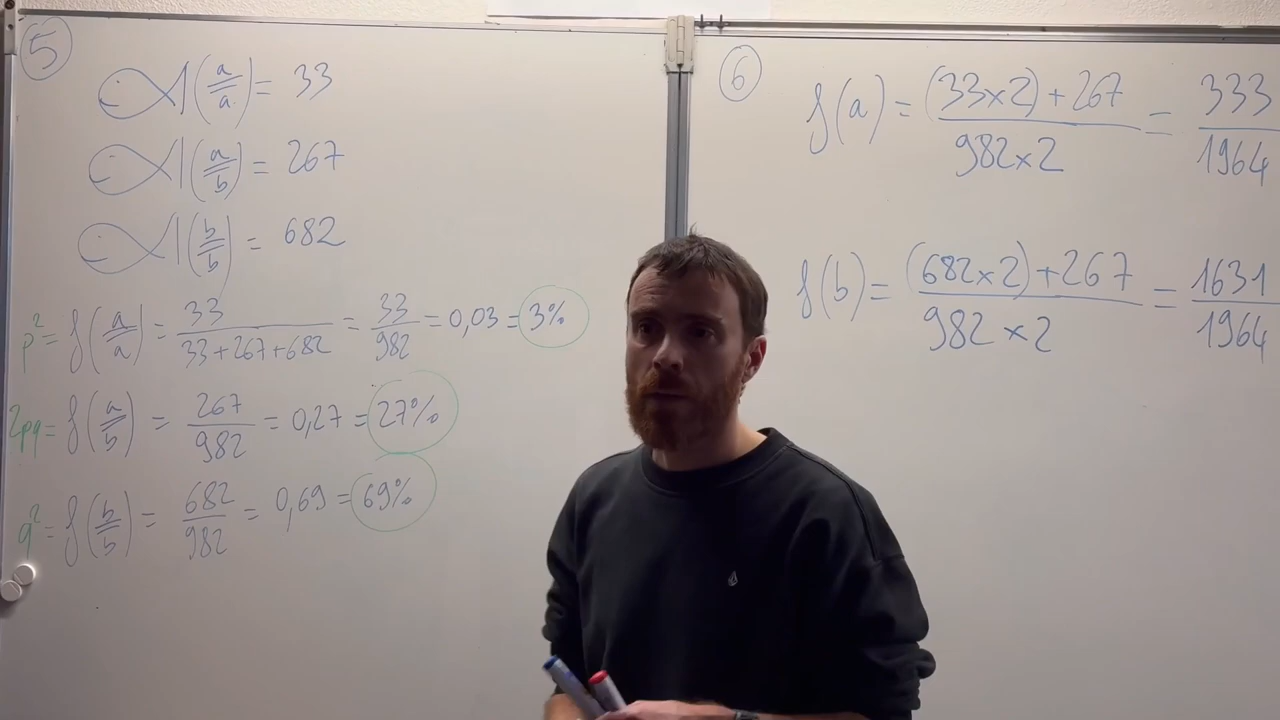 5
(a/a) = 33
(a/b) = 267
(b/b) = 682
p² = f(a/a) = 33/(33+267+682) = 33/982 = 0,03 = 3%
2pq = f(a/b) = 267/982 = 0,27 = 27%
q² = f(b/b) = 682/982 = 0,69 = 69%
6
f(a) = ((33×2)+267)/(982×2) = 333/1964
f(b) = ((682×2)+267)/(982×2) = 1631/1964